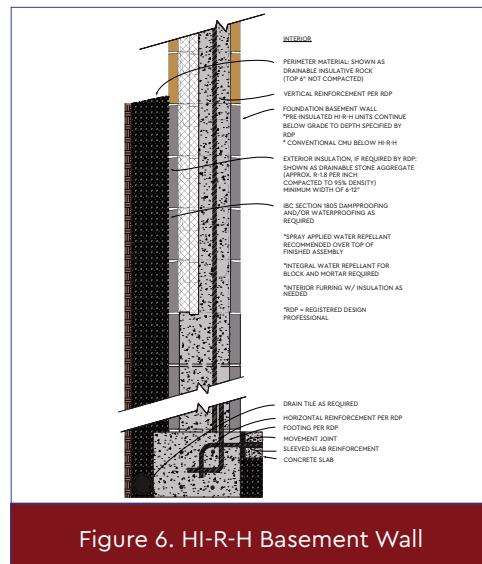 INTERIOR
PERIMETER MATERIAL: SHOWN AS
DRAINABLE INSULATIVE ROCK
(TOP 6" NOT COMPACTED)
VERTICAL REINFORCEMENT PER RDP
FOUNDATION BASEMENT WALL
*PRE-INSULATED HI-R-H UNITS CONTINUE
BELOW GRADE TO DEPTH SPECIFIED BY
RDP
* CONVENTIONAL CMU BELOW HI-R-H
EXTERIOR INSULATION, IF REQUIRED BY RDP:
SHOWN AS DRAINABLE STONE AGGREGATE
(APPROX. R-1.8 PER INCH
COMPACTED TO 95% DENSITY)
MINIMUM WIDTH OF 6-12"
IBC SECTION 1805 DAMPPROOFING
AND/OR WATERPROOFING AS
REQUIRED
*SPRAY APPLIED WATER REPELLANT
RECOMMENDED OVER TOP OF
FINISHED ASSEMBLY
*INTEGRAL WATER REPELLANT FOR
BLOCK AND MORTAR REQUIRED
*INTERIOR FURRING W/ INSULATION AS
NEEDED
*RDP = REGISTERED DESIGN
PROFESSIONAL
DRAIN TILE AS REQUIRED
HORIZONTAL REINFORCEMENT PER RDP
FOOTING PER RDP
MOVEMENT JOINT
SLEEVED SLAB REINFORCEMENT
CONCRETE SLAB
Figure 6. HI-R-H Basement Wall